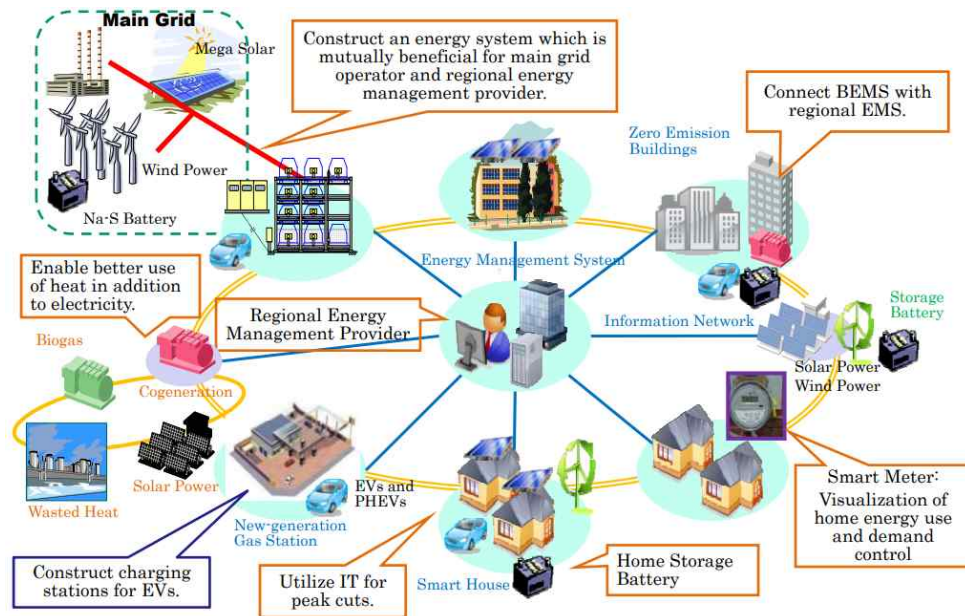 Main Grid
Mega Solar
Wind Power
Na-S Battery
Construct an energy system which is
mutually beneficial for main grid
operator and regional energy
management provider.
Connect BEMS with
regional EMS.
Zero Emission
Buildings
Enable better use
of heat in addition
to electricity.
Energy Management System
Regional Energy
Management Provider
Information Network
Storage
Battery
Solar Power
Wind Power
Biogas
Cogeneration
Solar Power
Wasted Heat
EVs and
PHEVs
New-generation
Gas Station
Construct charging
stations for EVs.
Utilize IT for
peak cuts.
Smart House
Home Storage
Battery
Smart Meter:
Visualization of
home energy use
and demand
control